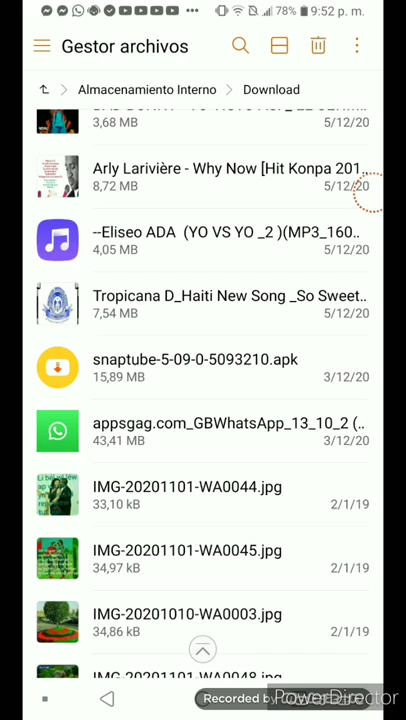 78% 9:52 p. m.
Gestor archivos
Almacenamiento Interno > Download
3,68 MB 5/12/20
Arly Larivière - Why Now [Hit Konpa 201...
8,72 MB 5/12/20
--Eliseo ADA (YO VS YO _2 )(MP3_160..
4,05 MB 5/12/20
Tropicana D_Haiti New Song _So Sweet..
7,54 MB 5/12/20
snaptube-5-09-0-5093210.apk
15,89 MB 3/12/20
appsgag.com_GBWhatsApp_13_10_2 (..
43,41 MB 3/12/20
IMG-20201101-WA0044.jpg
33,10 kB 2/1/19
IMG-20201101-WA0045.jpg
34,97 kB 2/1/19
IMG-20201010-WA0003.jpg
34,86 kB 2/1/19
IMG-20201101-WA0048.jpg
Recorded by
PowerDirector